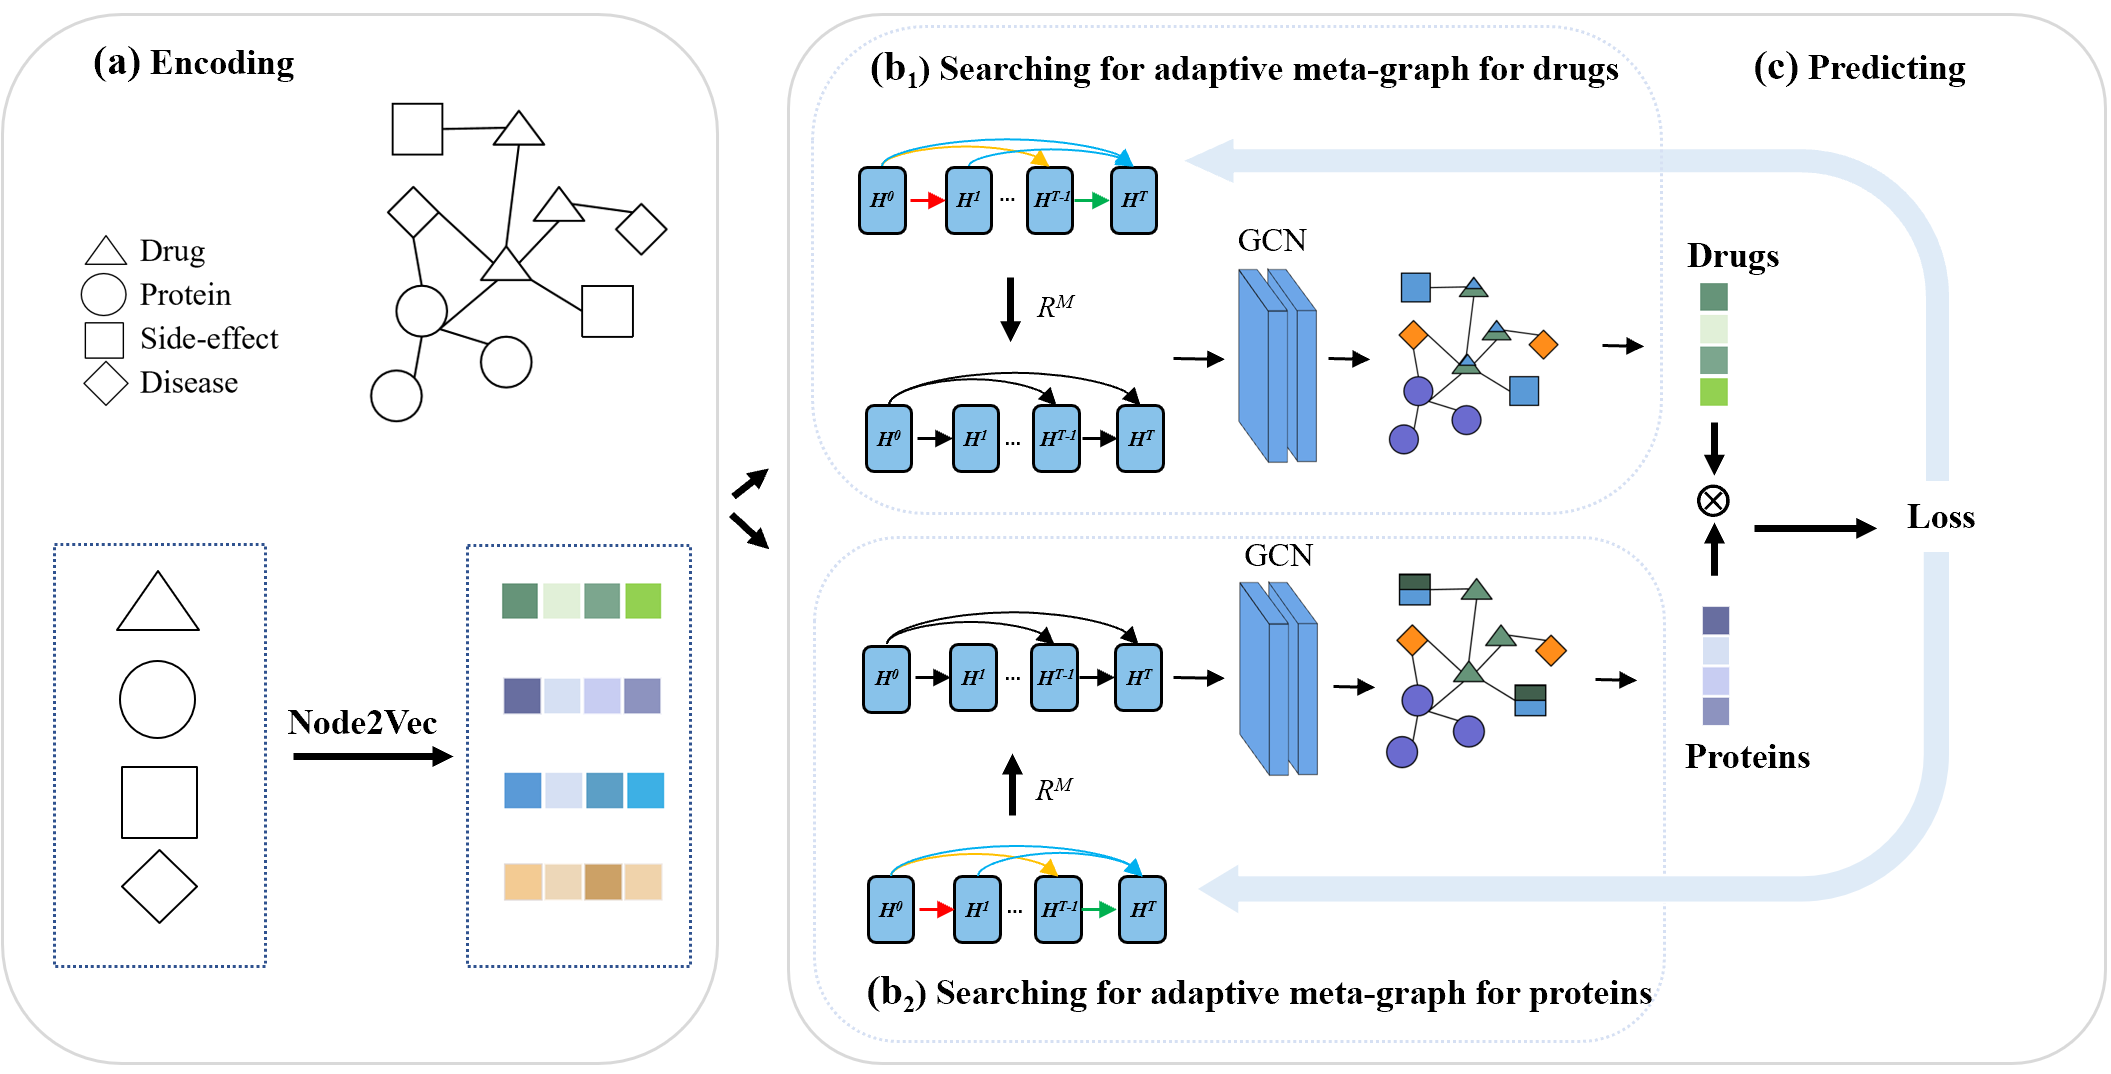 (a) Encoding
Drug
Protein
Side-effect
Disease
Node2Vec
(b1) Searching for adaptive meta-graph for drugs
H^0 H^1 ... H^T-1 H^T
R^M
H^0 H^1 ... H^T-1 H^T
GCN
(c) Predicting
Drugs
Loss
Proteins
GCN
H^0 H^1 ... H^T-1 H^T
R^M
H^0 H^1 ... H^T-1 H^T
(b2) Searching for adaptive meta-graph for proteins